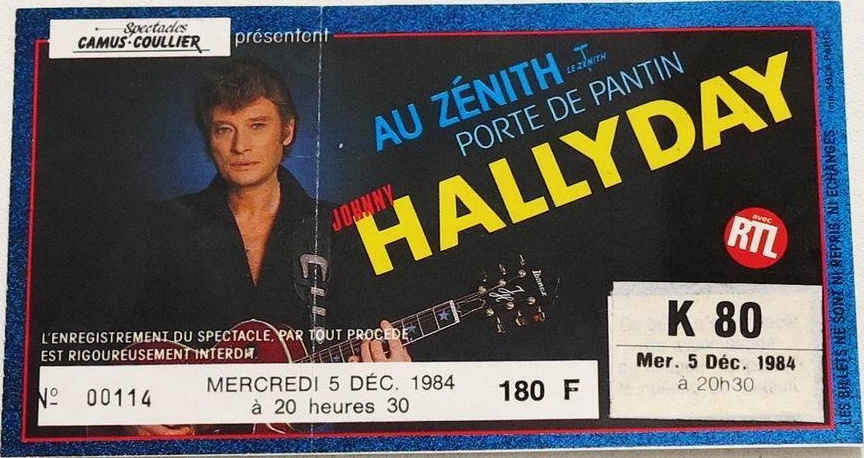 Spectacles
CAMUS-COULLIER
présentent
AU ZÉNITH
LE ZÉNITH
PORTE DE PANTIN
JOHNNY
HALLYDAY
avec
RTL
Ibanez
L'ENREGISTREMENT DU SPECTACLE, PAR TOUT PROCÉDÉ,
EST RIGOUREUSEMENT INTERDIT.
Nº 00114
MERCREDI 5 DÉC. 1984
à 20 heures 30
180 F
K 80
Mer. 5 Déc. 1984
à 20h30
LES BILLETS NE SONT NI REPRIS, NI ÉCHANGÉS